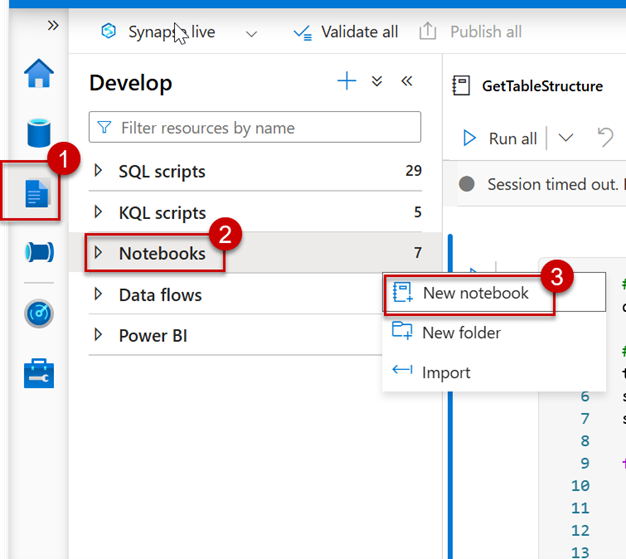 Synapse live
Validate all
Publish all
Develop
GetTableStructure
Filter resources by name
Run all
1
SQL scripts 29
Session timed out.
KQL scripts 5
2
Notebooks 7
3
New notebook
Data flows
New folder
Power BI
Import
#
#
6
7
8
9
10
11
12
13